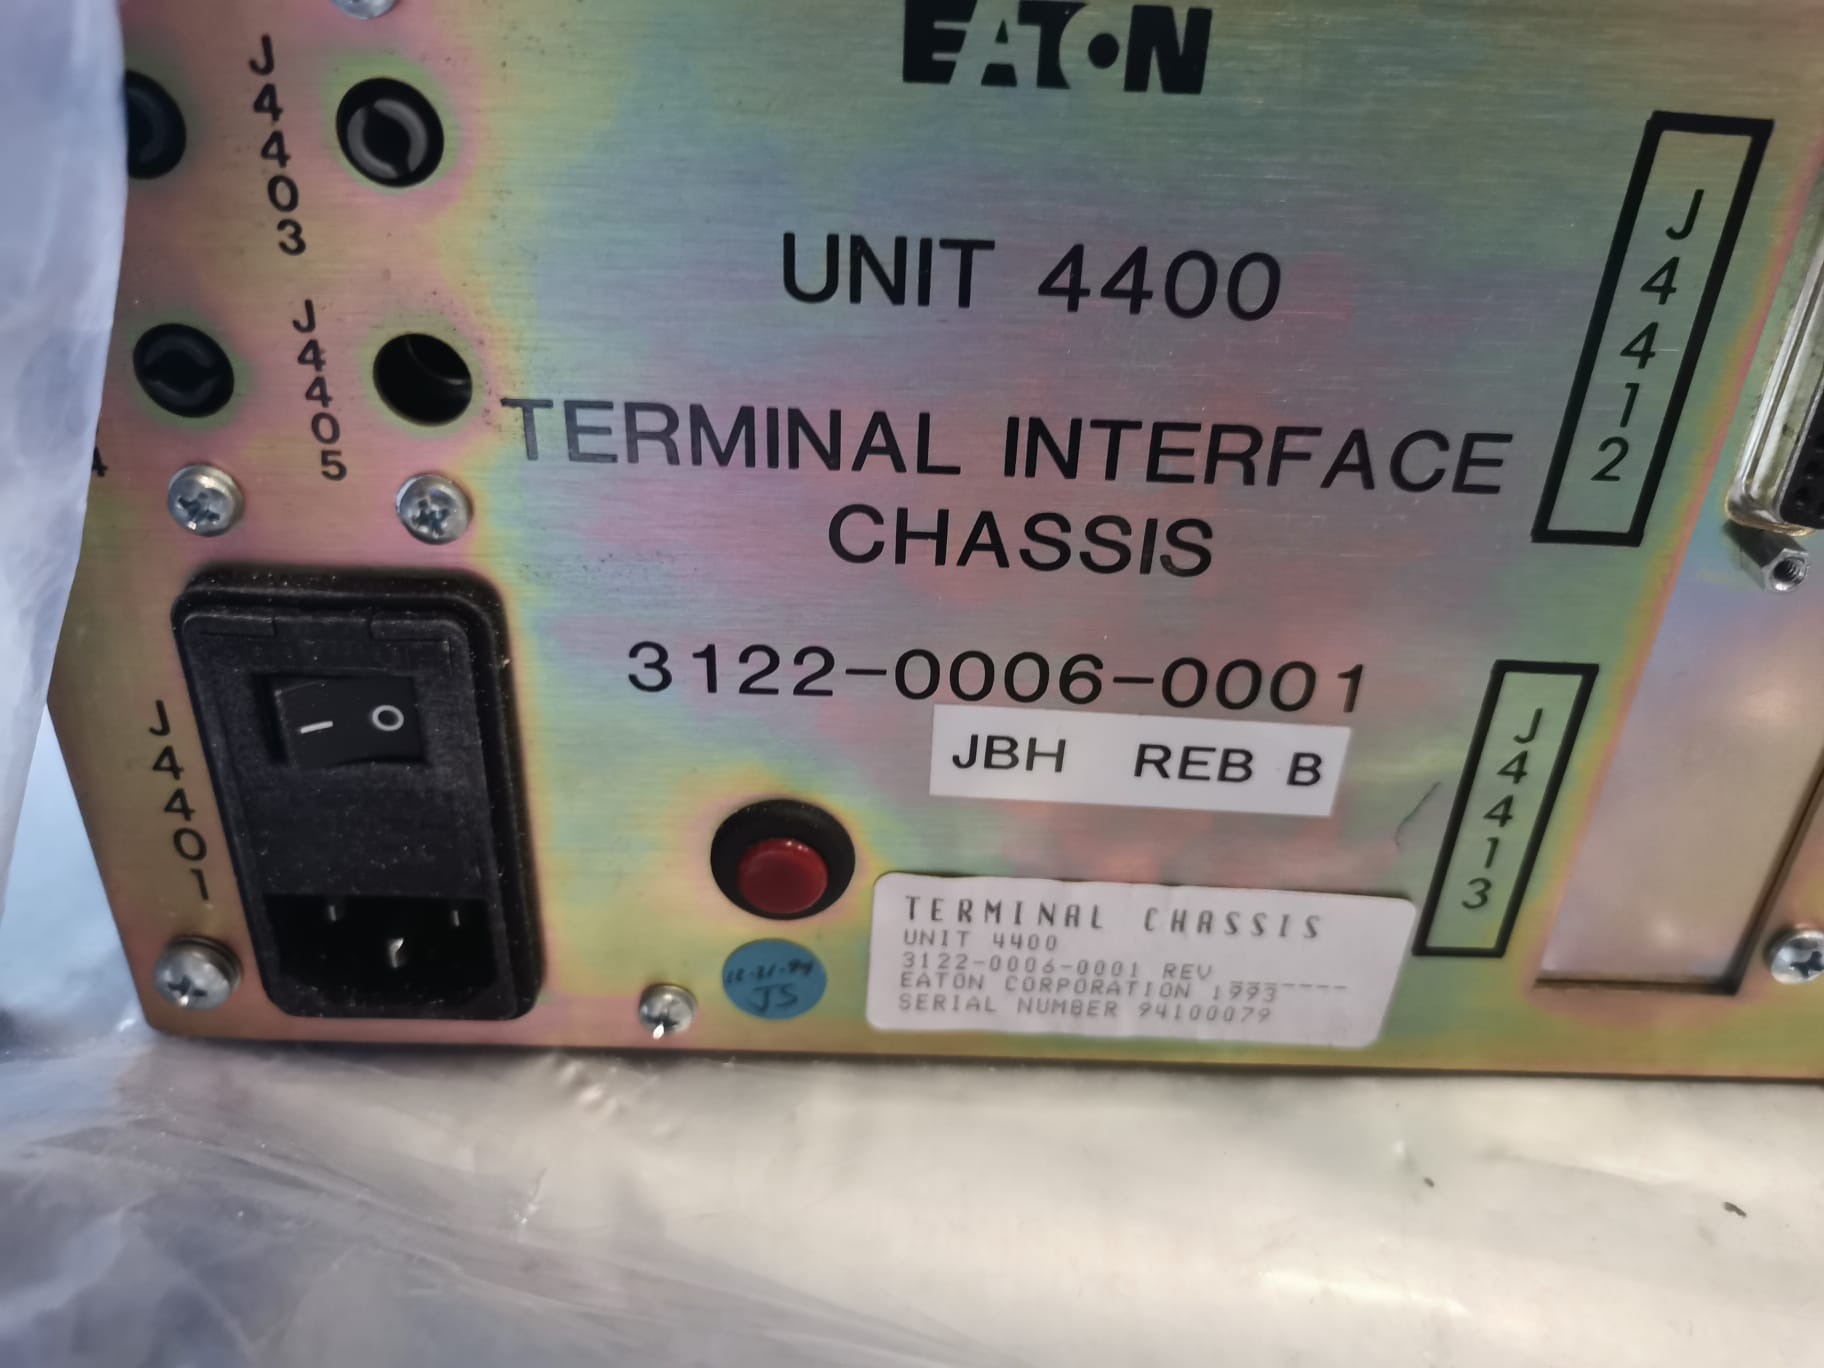 EATON
J4403
UNIT 4400
J4412
J4405
TERMINAL INTERFACE
CHASSIS
3122-0006-0001
JBH REB B
J4401
— O
J4413
TERMINAL CHASSIS
UNIT 4400
3122-0006-0001 REV ----
EATON CORPORATION 1993
SERIAL NUMBER 94100079
JS